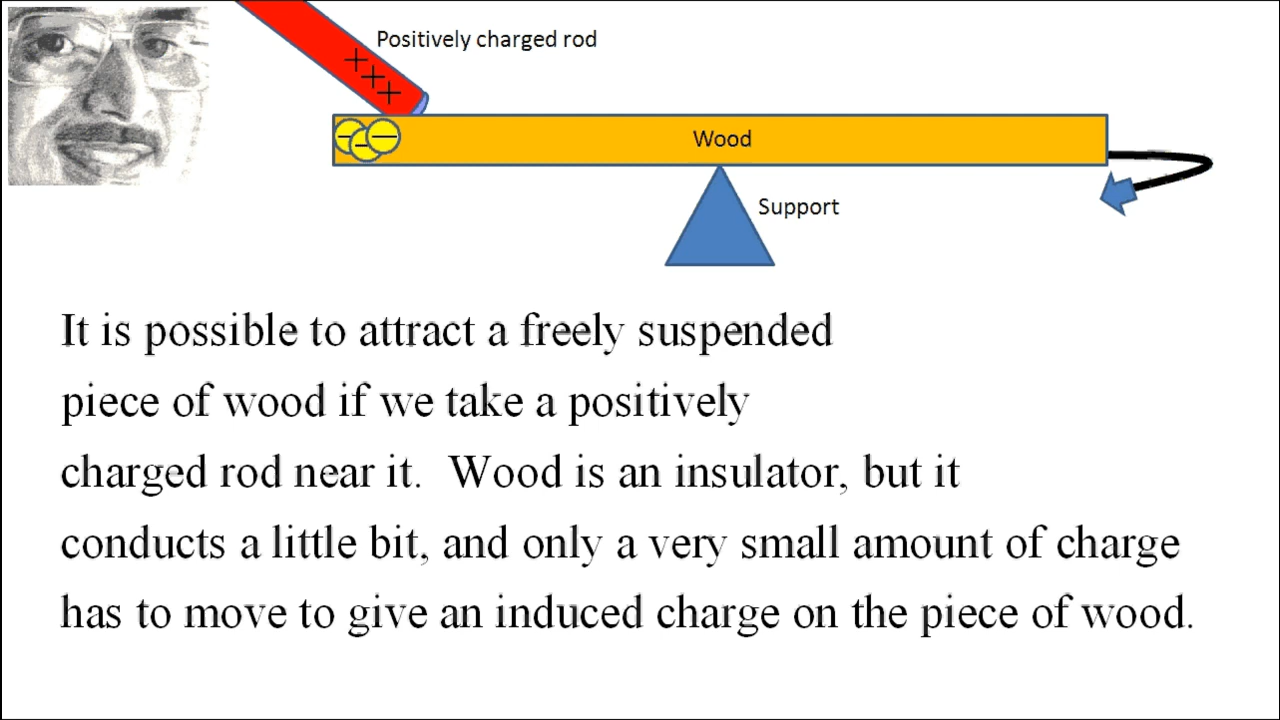 Positively charged rod
+++
Wood
Support
It is possible to attract a freely suspended
piece of wood if we take a positively
charged rod near it.  Wood is an insulator, but it
conducts a little bit, and only a very small amount of charge
has to move to give an induced charge on the piece of wood.